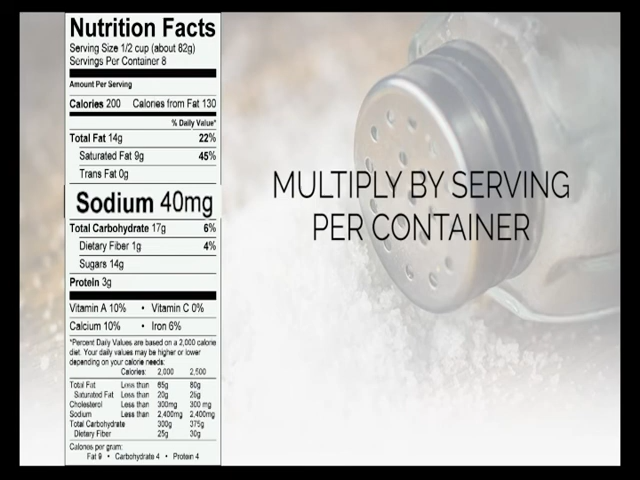 Nutrition Facts
Serving Size 1/2 cup (about 82g)
Servings Per Container 8
Amount Per Serving
Calories 200 Calories from Fat 130
% Daily Value*
Total Fat 14g 22%
Saturated Fat 9g 45%
Trans Fat 0g
Sodium 40mg
Total Carbohydrate 17g 6%
Dietary Fiber 1g 4%
Sugars 14g
Protein 3g
Vitamin A 10% • Vitamin C 0%
Calcium 10% • Iron 6%
*Percent Daily Values are based on a 2,000 calorie
diet. Your daily values may be higher or lower
depending on your calorie needs:
Calories: 2,000 2,500
Total Fat Less than 65g 80g
Saturated Fat Less than 20g 25g
Cholesterol Less than 300mg 300 mg
Sodium Less than 2,400mg 2,400mg
Total Carbohydrate 300g 375g
Dietary Fiber 25g 30g
Calories per gram:
Fat 9 • Carbohydrate 4 • Protein 4
MULTIPLY BY SERVING
PER CONTAINER